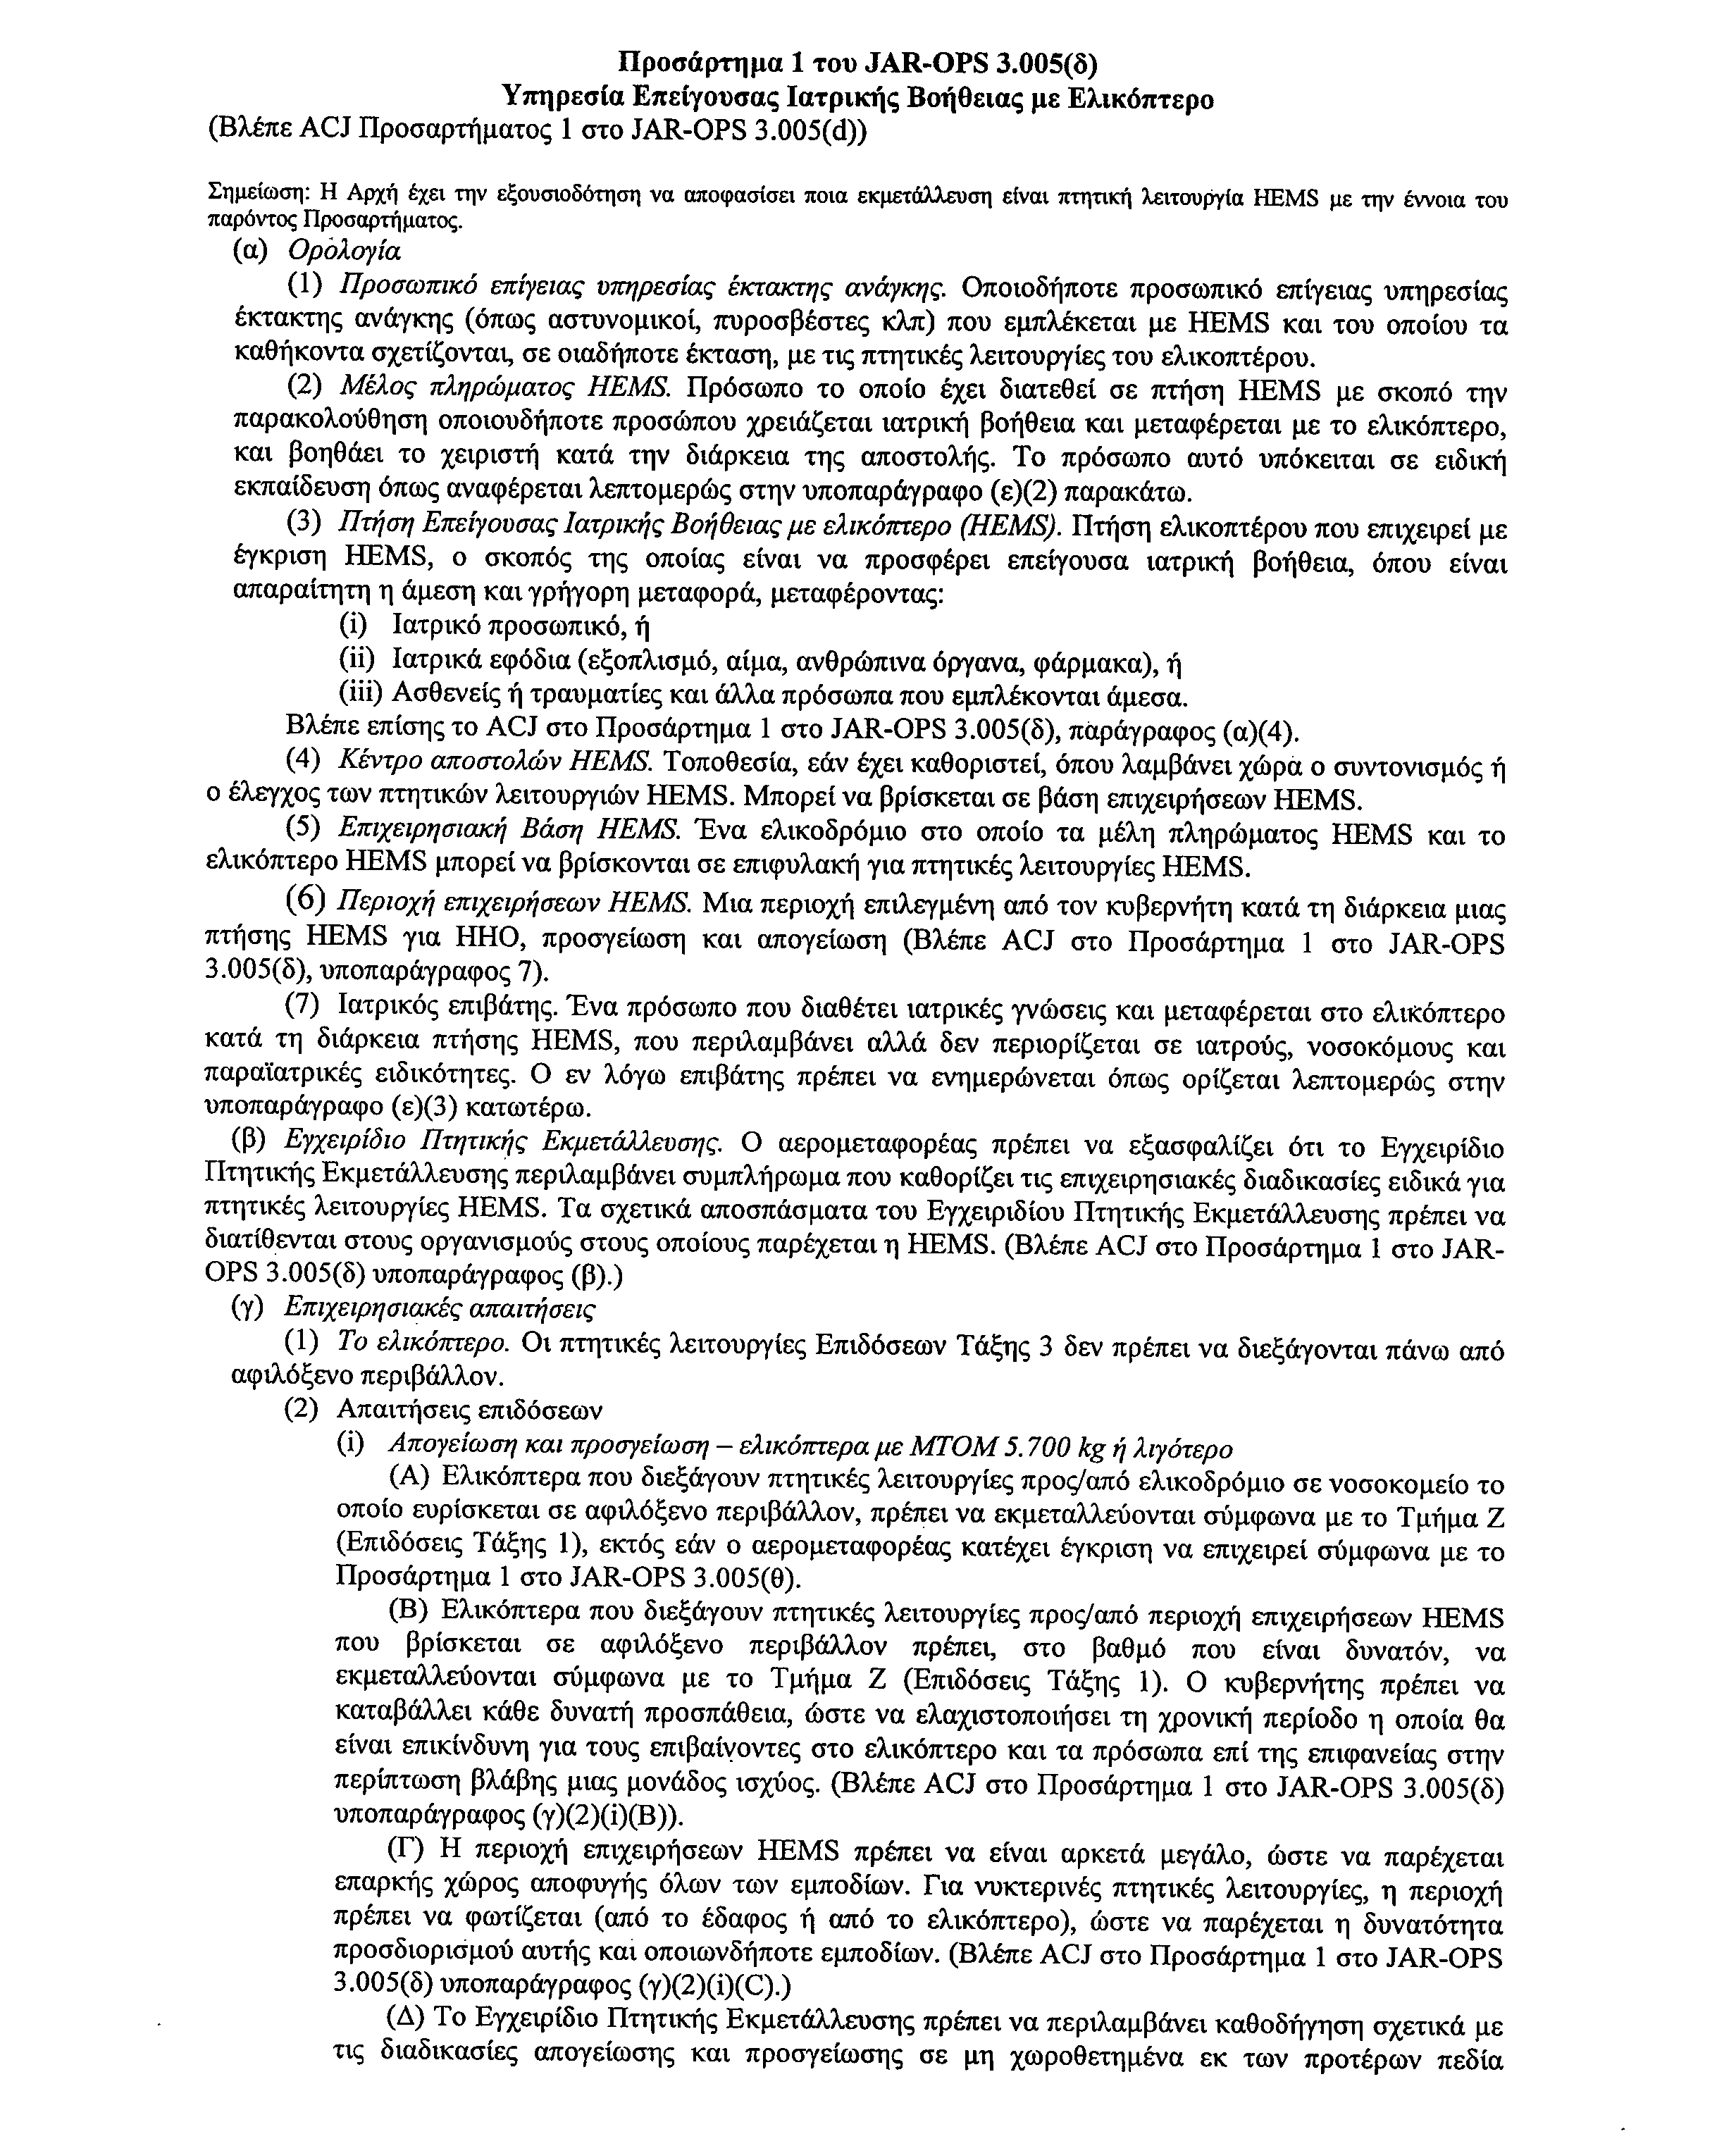 Προσάρτημα 1 του JAR-OPS 3.005(δ)
Υπηρεσία Επείγουσας Ιατρικής Βοήθειας με Ελικόπτερο
(Βλέπε ACJ Προσαρτήματος 1 στο JAR-OPS 3.005(d))
Σημείωση: Η Αρχή έχει την εξουσιοδότηση να αποφασίσει ποια εκμετάλλευση είναι πτητική λειτουργία HEMS με την έννοια του
παρόντος Προσαρτήματος.
(α) Ορολογία
(1) Προσωπικό επίγειας υπηρεσίας έκτακτης ανάγκης. Οποιοδήποτε προσωπικό επίγειας υπηρεσίας
έκτακτης ανάγκης (όπως αστυνομικοί, πυροσβέστες κλπ) που εμπλέκεται με HEMS και του οποίου τα
καθήκοντα σχετίζονται, σε οιαδήποτε έκταση, με τις πτητικές λειτουργίες του ελικοπτέρου.
(2) Μέλος πληρώματος HEMS. Πρόσωπο το οποίο έχει διατεθεί σε πτήση HEMS με σκοπό την
παρακολούθηση οποιουδήποτε προσώπου χρειάζεται ιατρική βοήθεια και μεταφέρεται με το ελικόπτερο,
και βοηθάει το χειριστή κατά την διάρκεια της αποστολής. Το πρόσωπο αυτό υπόκειται σε ειδική
εκπαίδευση όπως αναφέρεται λεπτομερώς στην υποπαράγραφο (ε)(2) παρακάτω.
(3) Πτήση Επείγουσας Ιατρικής Βοήθειας με ελικόπτερο (HEMS). Πτήση ελικοπτέρου που επιχειρεί με
έγκριση HEMS, ο σκοπός της οποίας είναι να προσφέρει επείγουσα ιατρική βοήθεια, όπου είναι
απαραίτητη η άμεση και γρήγορη μεταφορά, μεταφέροντας:
(i) Ιατρικό προσωπικό, ή
(ii) Ιατρικά εφόδια (εξοπλισμό, αίμα, ανθρώπινα όργανα, φάρμακα), ή
(iii) Ασθενείς ή τραυματίες και άλλα πρόσωπα που εμπλέκονται άμεσα.
Βλέπε επίσης το ACJ στο Προσάρτημα 1 στο JAR-OPS 3.005(δ), παράγραφος (α)(4).
(4) Κέντρο αποστολών HEMS. Τοποθεσία, εάν έχει καθοριστεί, όπου λαμβάνει χώρα ο συντονισμός ή
ο έλεγχος των πτητικών λειτουργιών HEMS. Μπορεί να βρίσκεται σε βάση επιχειρήσεων HEMS.
(5) Επιχειρησιακή Βάση HEMS. Ένα ελικοδρόμιο στο οποίο τα μέλη πληρώματος HEMS και το
ελικόπτερο HEMS μπορεί να βρίσκονται σε επιφυλακή για πτητικές λειτουργίες HEMS.
(6) Περιοχή επιχειρήσεων HEMS. Μια περιοχή επιλεγμένη από τον κυβερνήτη κατά τη διάρκεια μιας
πτήσης HEMS για HHO, προσγείωση και απογείωση (Βλέπε ACJ στο Προσάρτημα 1 στο JAR-OPS
3.005(δ), υποπαράγραφος 7).
(7) Ιατρικός επιβάτης. Ένα πρόσωπο που διαθέτει ιατρικές γνώσεις και μεταφέρεται στο ελικόπτερο
κατά τη διάρκεια πτήσης HEMS, που περιλαμβάνει αλλά δεν περιορίζεται σε ιατρούς, νοσοκόμους και
παραϊατρικές ειδικότητες. Ο εν λόγω επιβάτης πρέπει να ενημερώνεται όπως ορίζεται λεπτομερώς στην
υποπαράγραφο (ε)(3) κατωτέρω.
(β) Εγχειρίδιο Πτητικής Εκμετάλλευσης. Ο αερομεταφορέας πρέπει να εξασφαλίζει ότι το Εγχειρίδιο
Πτητικής Εκμετάλλευσης περιλαμβάνει συμπλήρωμα που καθορίζει τις επιχειρησιακές διαδικασίες ειδικά για
πτητικές λειτουργίες HEMS. Τα σχετικά αποσπάσματα του Εγχειριδίου Πτητικής Εκμετάλλευσης πρέπει να
διατίθενται στους οργανισμούς στους οποίους παρέχεται η HEMS. (Βλέπε ACJ στο Προσάρτημα 1 στο JAR-
OPS 3.005(δ) υποπαράγραφος (β).)
(γ) Επιχειρησιακές απαιτήσεις
(1) Το ελικόπτερο. Οι πτητικές λειτουργίες Επιδόσεων Τάξης 3 δεν πρέπει να διεξάγονται πάνω από
αφιλόξενο περιβάλλον.
(2) Απαιτήσεις επιδόσεων
(i) Απογείωση και προσγείωση – ελικόπτερα με MTOM 5.700 kg ή λιγότερο
(Α) Ελικόπτερα που διεξάγουν πτητικές λειτουργίες προς/από ελικοδρόμιο σε νοσοκομείο το
οποίο ευρίσκεται σε αφιλόξενο περιβάλλον, πρέπει να εκμεταλλεύονται σύμφωνα με το Τμήμα Ζ
(Επιδόσεις Τάξης 1), εκτός εάν ο αερομεταφορέας κατέχει έγκριση να επιχειρεί σύμφωνα με το
Προσάρτημα 1 στο JAR-OPS 3.005(θ).
(Β) Ελικόπτερα που διεξάγουν πτητικές λειτουργίες προς/από περιοχή επιχειρήσεων HEMS
που βρίσκεται σε αφιλόξενο περιβάλλον πρέπει, στο βαθμό που είναι δυνατόν, να
εκμεταλλεύονται σύμφωνα με το Τμήμα Ζ (Επιδόσεις Τάξης 1). Ο κυβερνήτης πρέπει να
καταβάλλει κάθε δυνατή προσπάθεια, ώστε να ελαχιστοποιήσει τη χρονική περίοδο η οποία θα
είναι επικίνδυνη για τους επιβαίνοντες στο ελικόπτερο και τα πρόσωπα επί της επιφανείας στην
περίπτωση βλάβης μιας μονάδος ισχύος. (Βλέπε ACJ στο Προσάρτημα 1 στο JAR-OPS 3.005(δ)
υποπαράγραφος (γ)(2)(i)(B)).
(Γ) Η περιοχή επιχειρήσεων HEMS πρέπει να είναι αρκετά μεγάλο, ώστε να παρέχεται
επαρκής χώρος αποφυγής όλων των εμποδίων. Για νυκτερινές πτητικές λειτουργίες, η περιοχή
πρέπει να φωτίζεται (από το έδαφος ή από το ελικόπτερο), ώστε να παρέχεται η δυνατότητα
προσδιορισμού αυτής και οποιωνδήποτε εμποδίων. (Βλέπε ACJ στο Προσάρτημα 1 στο JAR-OPS
3.005(δ) υποπαράγραφος (γ)(2)(i)(C).)
(Δ) Το Εγχειρίδιο Πτητικής Εκμετάλλευσης πρέπει να περιλαμβάνει καθοδήγηση σχετικά με
τις διαδικασίες απογείωσης και προσγείωσης σε μη χωροθετημένα εκ των προτέρων πεδία